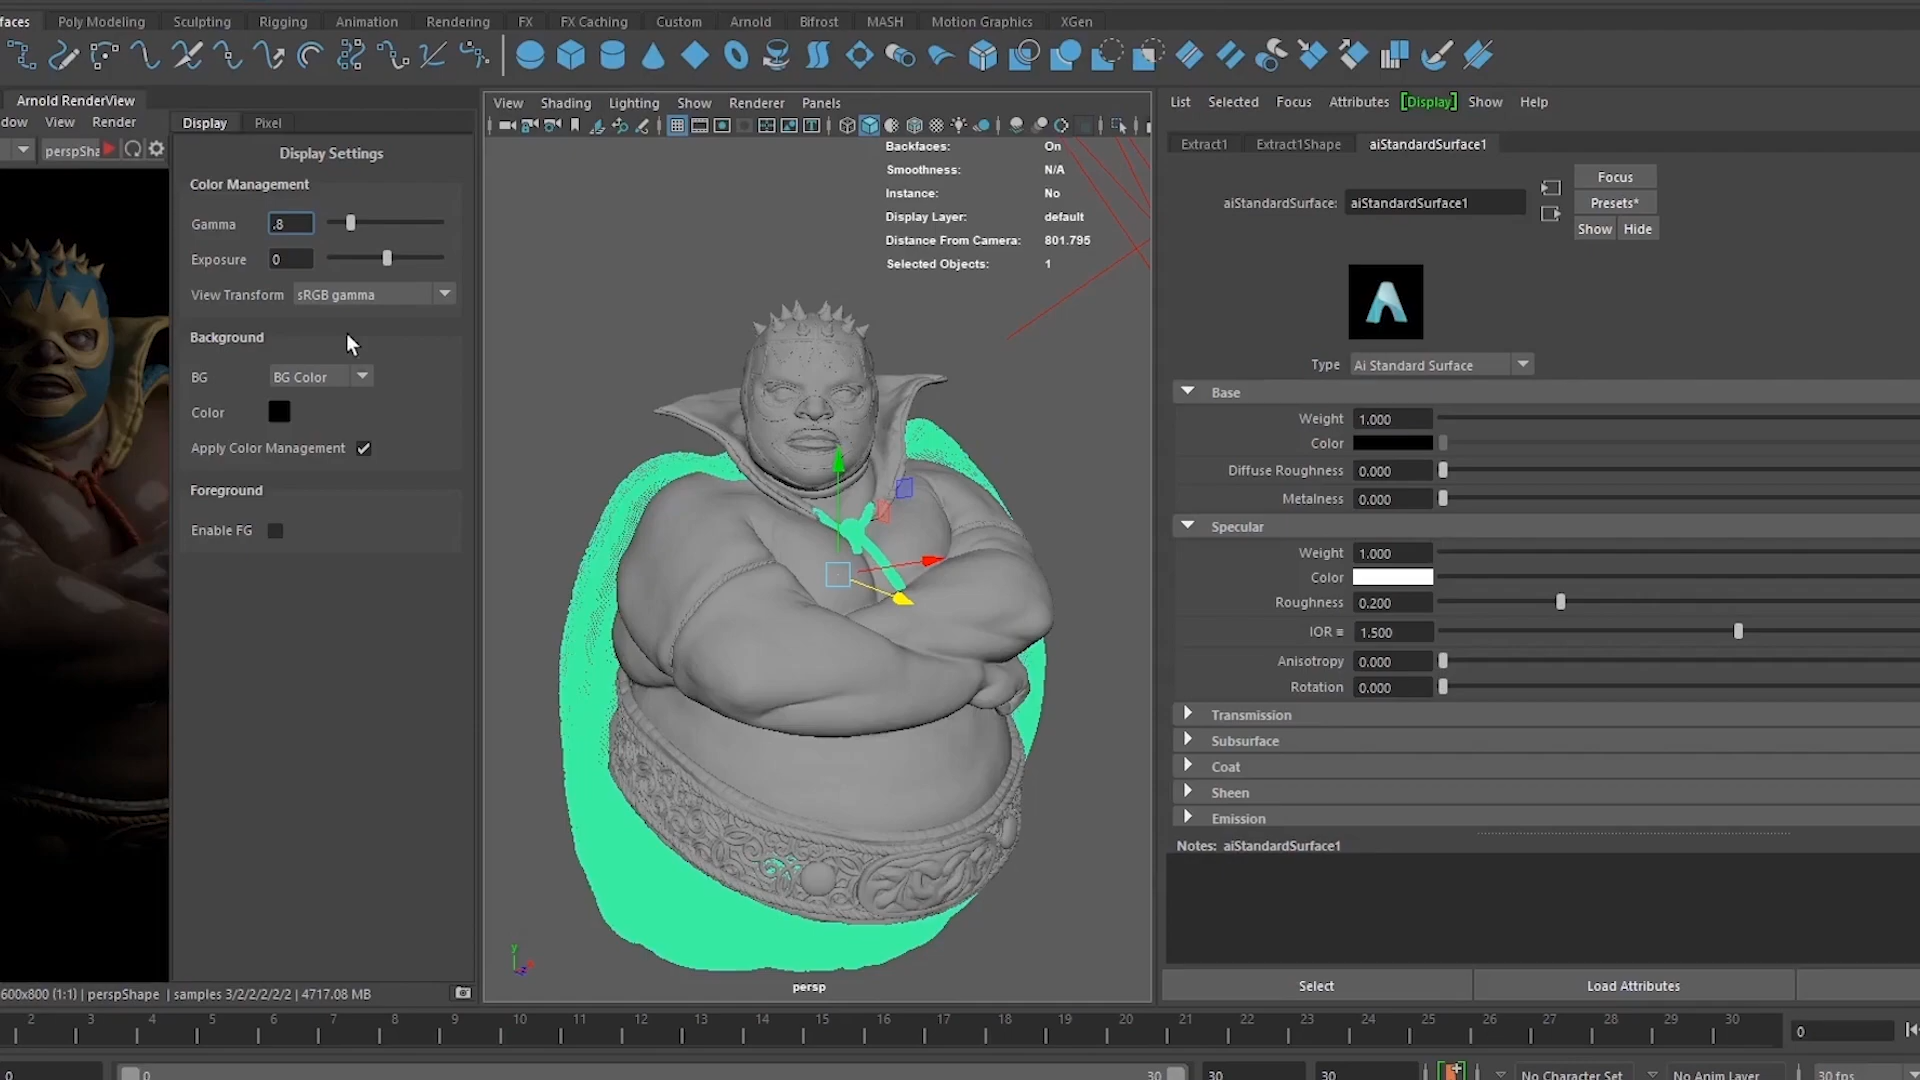 faces Poly Modeling Sculpting Rigging Animation Rendering FX FX Caching Custom Arnold Bifrost MASH Motion Graphics XGen
Arnold RenderView
dow View Render
perspSha
Display Pixel
Display Settings
Color Management
Gamma .8
Exposure 0
View Transform sRGB gamma
Background
BG BG Color
Color
Apply Color Management
Foreground
Enable FG
600x800 (1:1) | perspShape | samples 3/2/2/2/2/2 | 4717.08 MB
View Shading Lighting Show Renderer Panels
Backfaces: On
Smoothness: N/A
Instance: No
Display Layer: default
Distance From Camera: 801.795
Selected Objects: 1
y
persp
List Selected Focus Attributes [Display] Show Help
Extract1 Extract1Shape aiStandardSurface1
aiStandardSurface: aiStandardSurface1
Focus
Presets*
Show Hide
Type Ai Standard Surface
Base
Weight 1.000
Color
Diffuse Roughness 0.000
Metalness 0.000
Specular
Weight 1.000
Color
Roughness 0.200
IOR 1.500
Anisotropy 0.000
Rotation 0.000
Transmission
Subsurface
Coat
Sheen
Emission
Notes: aiStandardSurface1
Select Load Attributes
2 3 4 5 6 7 8 9 10 11 12 13 14 15 16 17 18 19 20 21 22 23 24 25 26 27 28 29 30 0
0 0 30 30 30 No Character Set No Anim Layer 30 fps